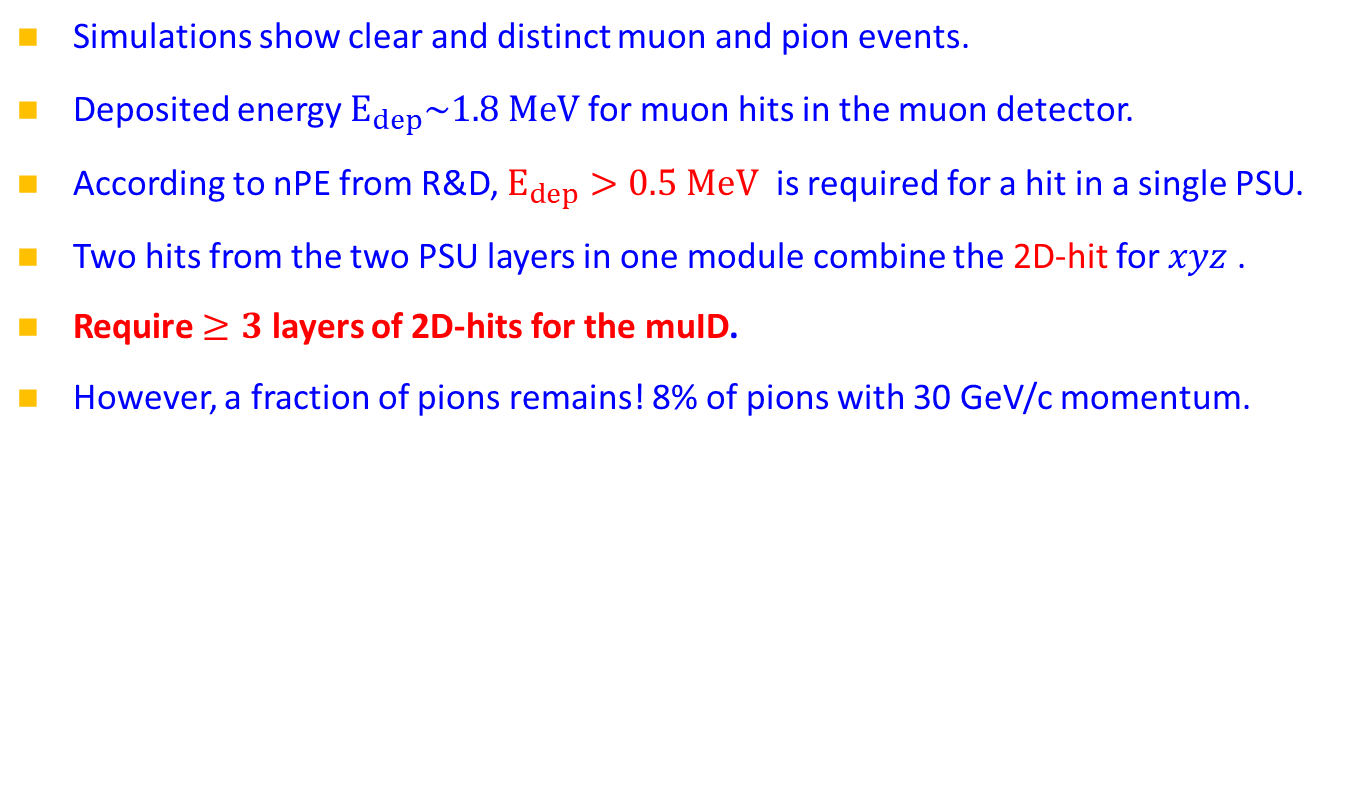 Simulations show clear and distinct muon and pion events.
Deposited energy E_dep~1.8 MeV for muon hits in the muon detector.
According to nPE from R&D, E_dep > 0.5 MeV is required for a hit in a single PSU.
Two hits from the two PSU layers in one module combine the 2D-hit for xyz .
Require ≥ 3 layers of 2D-hits for the muID.
However, a fraction of pions remains! 8% of pions with 30 GeV/c momentum.